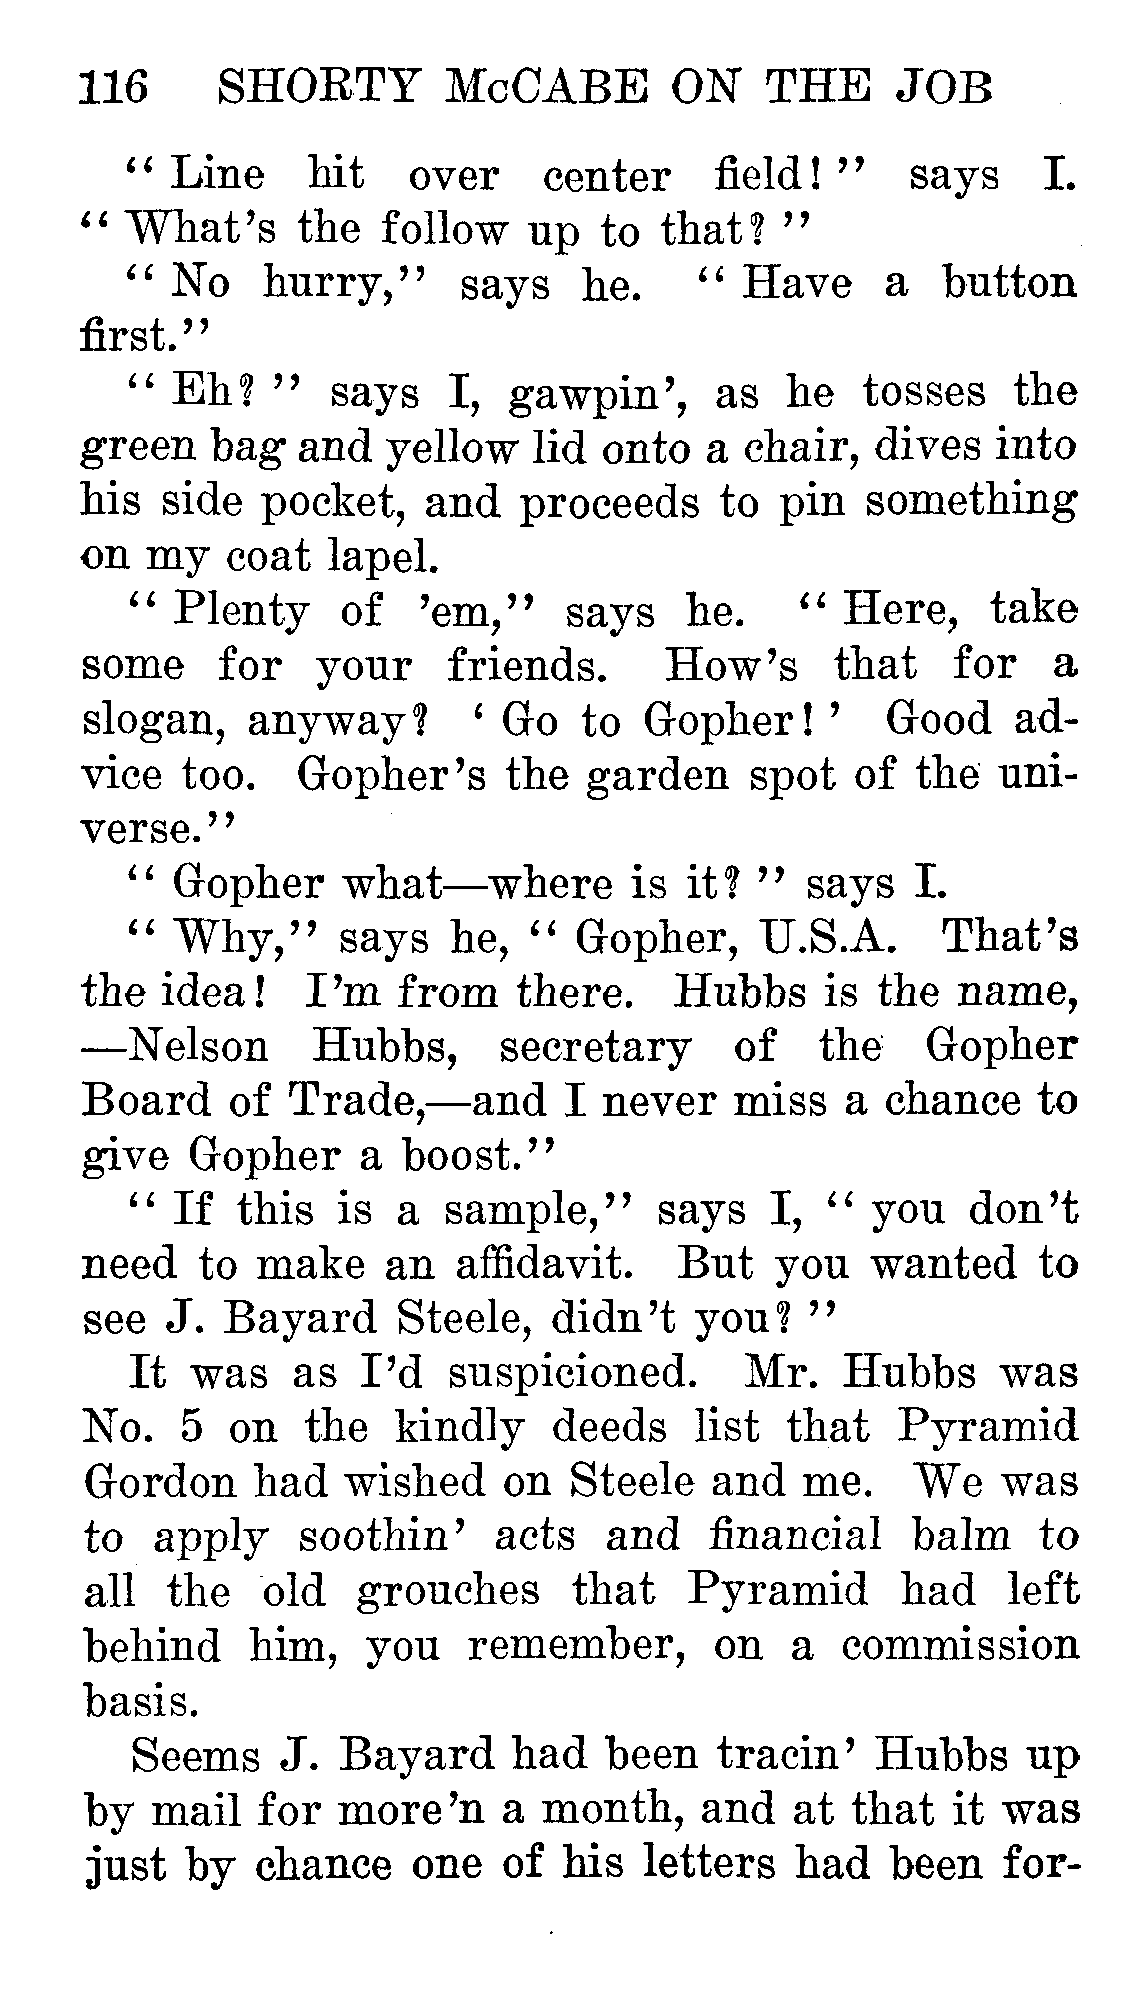 116 SHORTY McCABE ON THE JOB
“ Line hit over center field! ” says I.
“ What’s the follow up to that? ”
“ No hurry,” says he. “ Have a button
first.”
“ Eh? ” says I, gawpin’, as he tosses the
green bag and yellow lid onto a chair, dives into
his side pocket, and proceeds to pin something
on my coat lapel.
“ Plenty of ’em,” says he. “ Here, take
some for your friends. How’s that for a
slogan, anyway? ‘ Go to Gopher! ’ Good ad-
vice too. Gopher’s the garden spot of the uni-
verse.”
“ Gopher what—where is it? ” says I.
“ Why,” says he, “ Gopher, U.S.A. That’s
the idea! I’m from there. Hubbs is the name,
—Nelson Hubbs, secretary of the Gopher
Board of Trade,—and I never miss a chance to
give Gopher a boost.”
“ If this is a sample,” says I, “ you don’t
need to make an affidavit. But you wanted to
see J. Bayard Steele, didn’t you? ”
It was as I’d suspicioned. Mr. Hubbs was
No. 5 on the kindly deeds list that Pyramid
Gordon had wished on Steele and me. We was
to apply soothin’ acts and financial balm to
all the old grouches that Pyramid had left
behind him, you remember, on a commission
basis.
Seems J. Bayard had been tracin’ Hubbs up
by mail for more’n a month, and at that it was
just by chance one of his letters had been for-